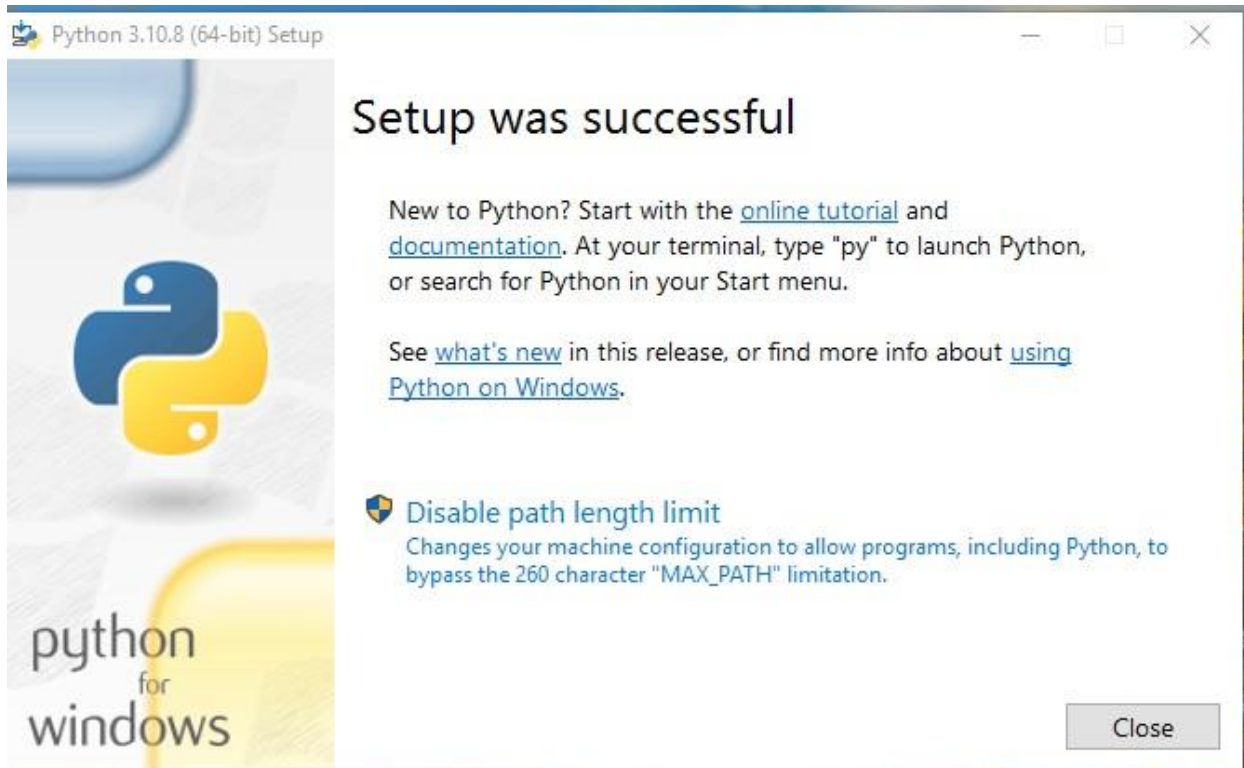 Python 3.10.8 (64-bit) Setup
Setup was successful
New to Python? Start with the online tutorial and
documentation. At your terminal, type "py" to launch Python,
or search for Python in your Start menu.
See what's new in this release, or find more info about using
Python on Windows.
Disable path length limit
Changes your machine configuration to allow programs, including Python, to
bypass the 260 character "MAX_PATH" limitation.
python
for
windows
Close